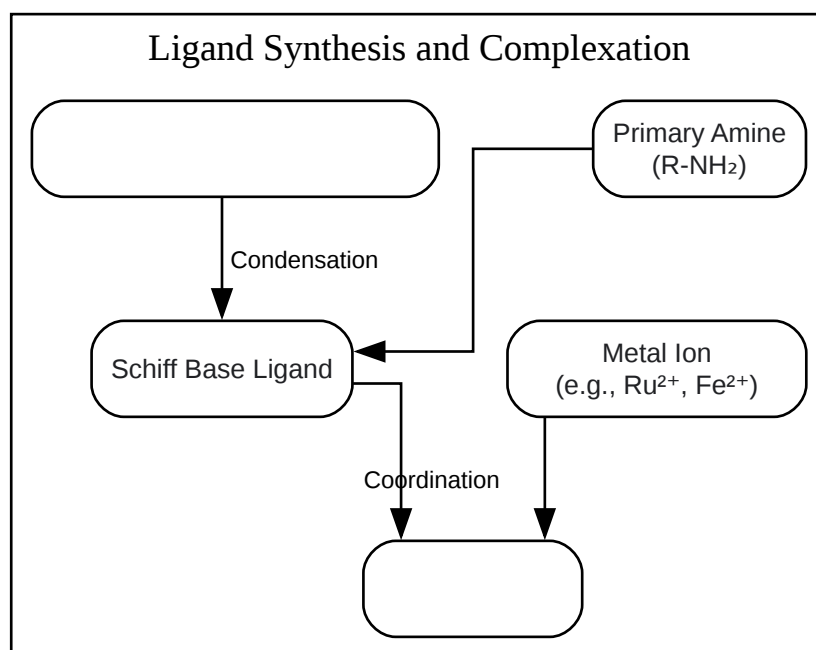 Ligand Synthesis and Complexation
Primary Amine
(R-NH₂)
Condensation
Schiff Base Ligand
Metal Ion
(e.g., Ru²⁺, Fe²⁺)
Coordination